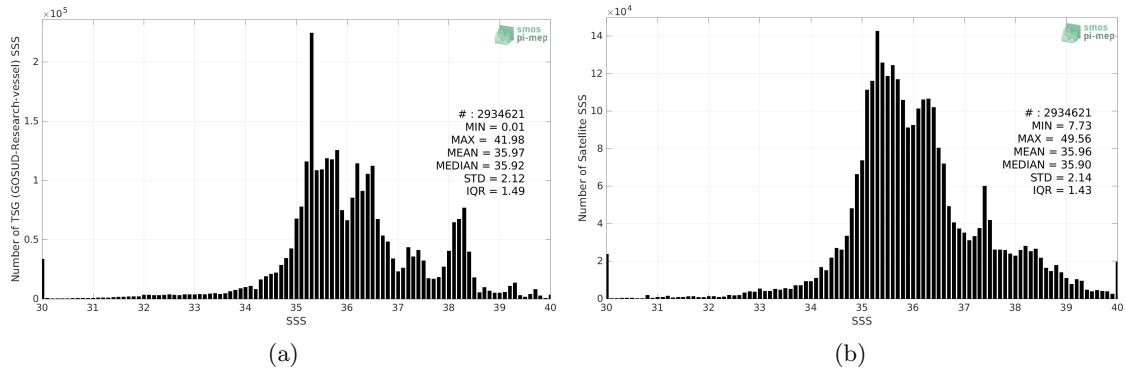 ×10^5
smos
pi-mep
Number of TSG (GOSUD-Research-vessel) SSS
2
1.5
1
0.5
0
# : 2934621
MIN = 0.01
MAX = 41.98
MEAN = 35.97
MEDIAN = 35.92
STD = 2.12
IQR = 1.49
30 31 32 33 34 35 36 37 38 39 40
SSS
(a)
×10^4
smos
pi-mep
Number of Satellite SSS
14
12
10
8
6
4
2
0
# : 2934621
MIN = 7.73
MAX = 49.56
MEAN = 35.96
MEDIAN = 35.90
STD = 2.14
IQR = 1.43
30 31 32 33 34 35 36 37 38 39 40
SSS
(b)